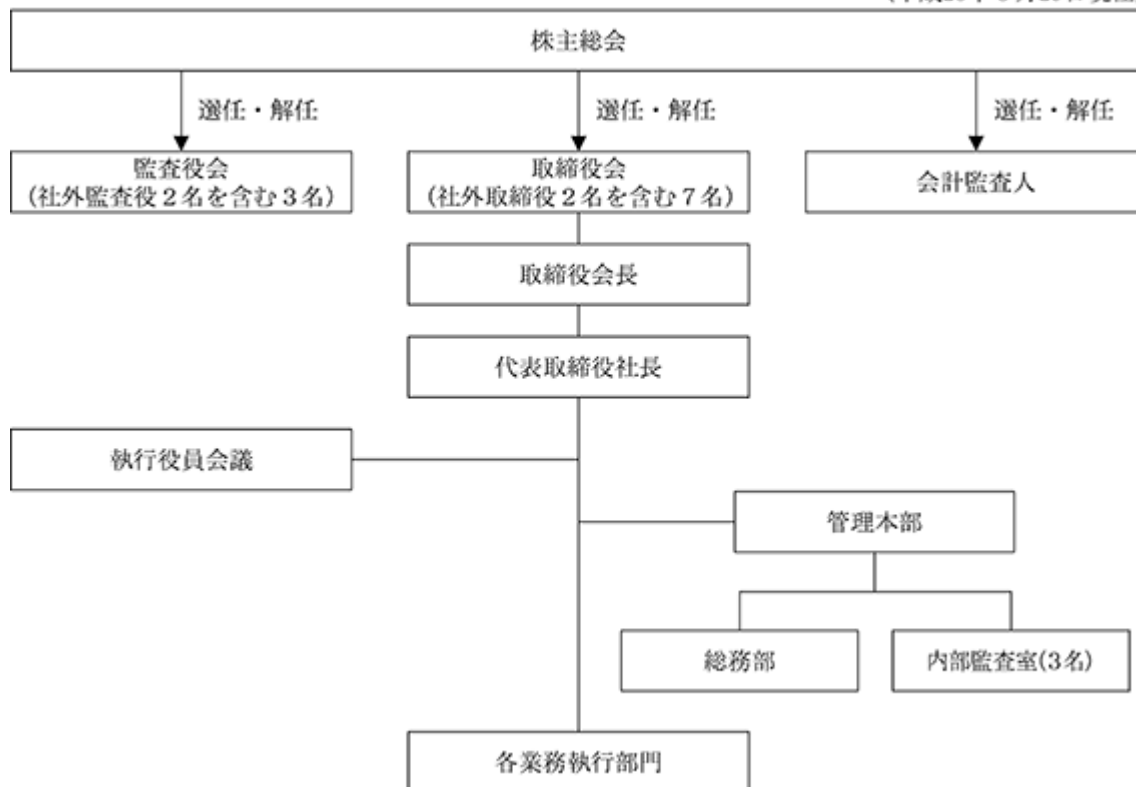 株主総会
選任・解任
選任・解任
選任・解任
監査役会
(社外監査役2名を含む3名)
取締役会
(社外取締役2名を含む7名)
会計監査人
取締役会長
代表取締役社長
執行役員会議
管理本部
総務部
内部監査室(3名)
各業務執行部門